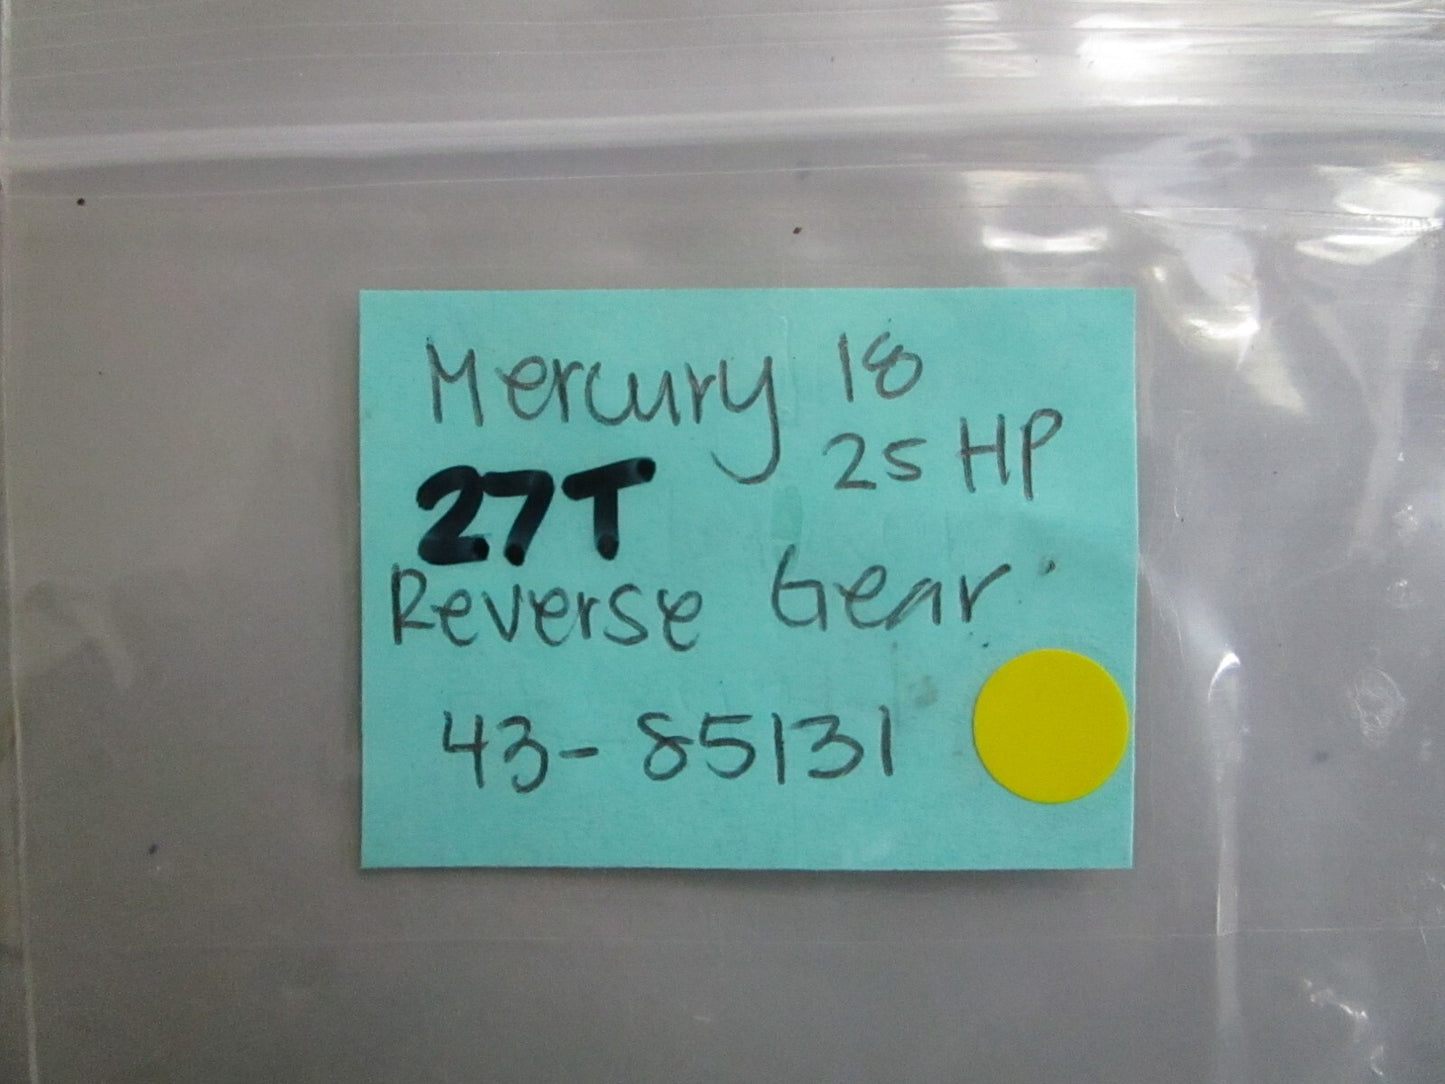 Mercury 18
25 HP
27T
Reverse Gear
43-85131